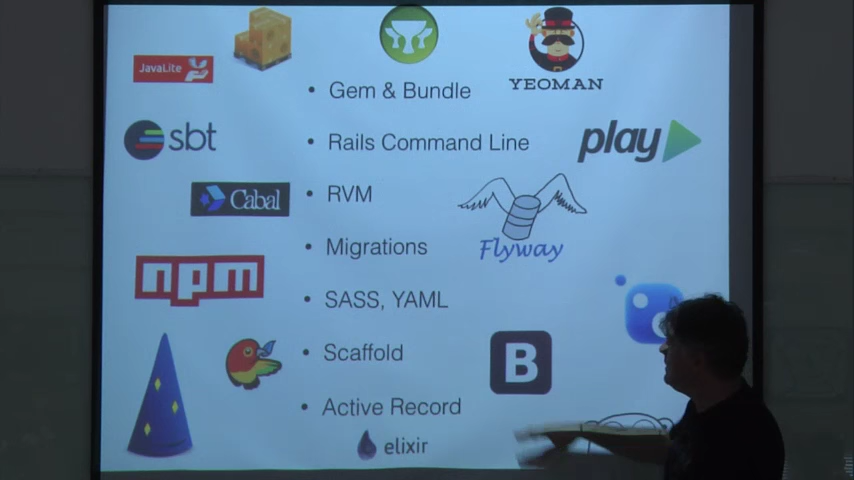 JavaLite
YEOMAN
• Gem & Bundle
sbt
• Rails Command Line
play
Cabal
• RVM
Flyway
• Migrations
npm
• SASS, YAML
• Scaffold
B
• Active Record
elixir